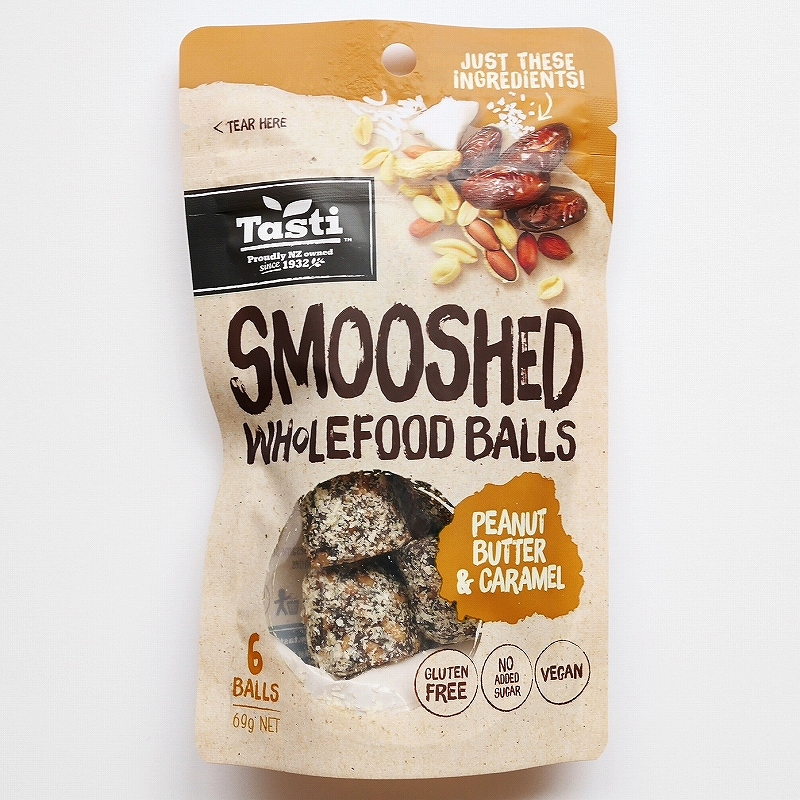 JUST THESE
INGREDIENTS!
< TEAR HERE
Tasti™
Proudly NZ owned
since 1932
SMOOSHED
WHOLEFOOD BALLS
PEANUT
BUTTER
& CARAMEL
6
BALLS
69g NET
GLUTEN
FREE
NO
ADDED
SUGAR
VEGAN